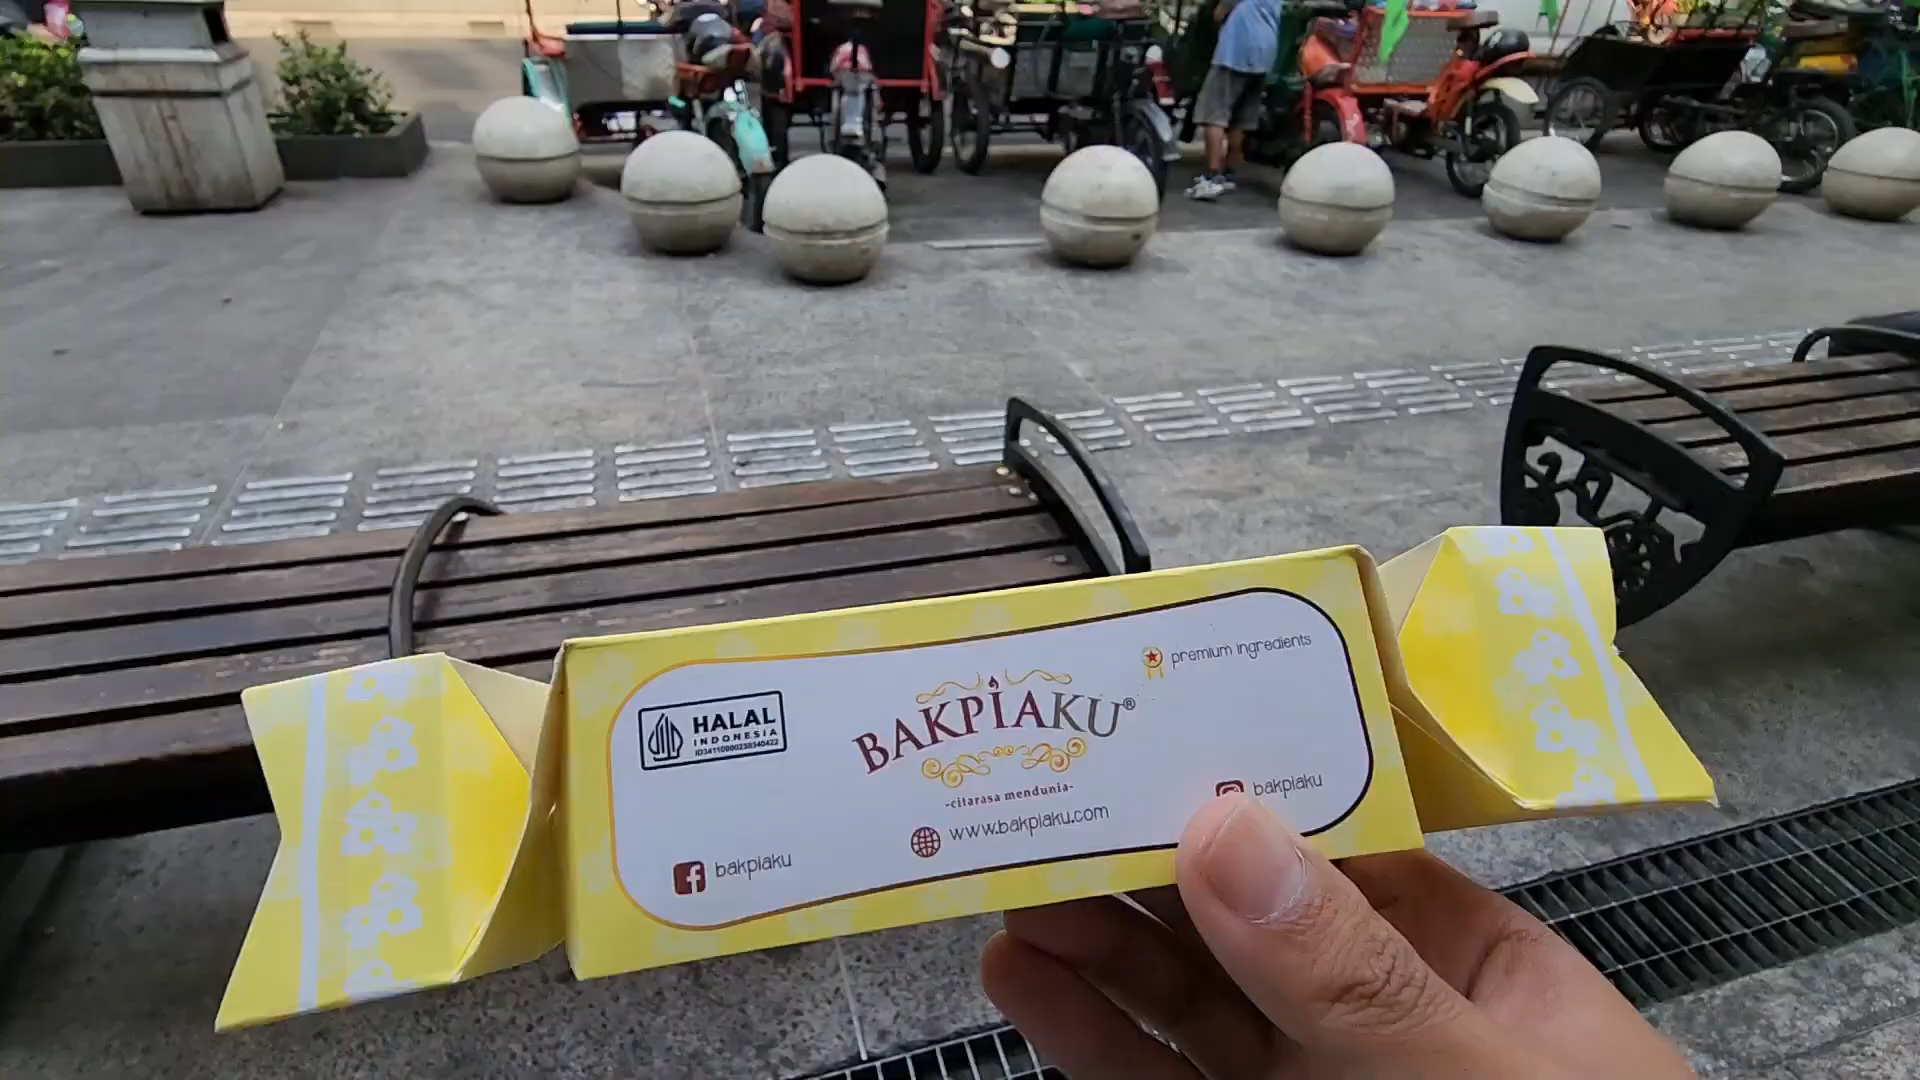 HALAL
INDONESIA
ID34110000238340422
BAKPIAKU®
-citarasa mendunia-
premium ingredients
bakpiaku
www.bakpiaku.com
bakpiaku